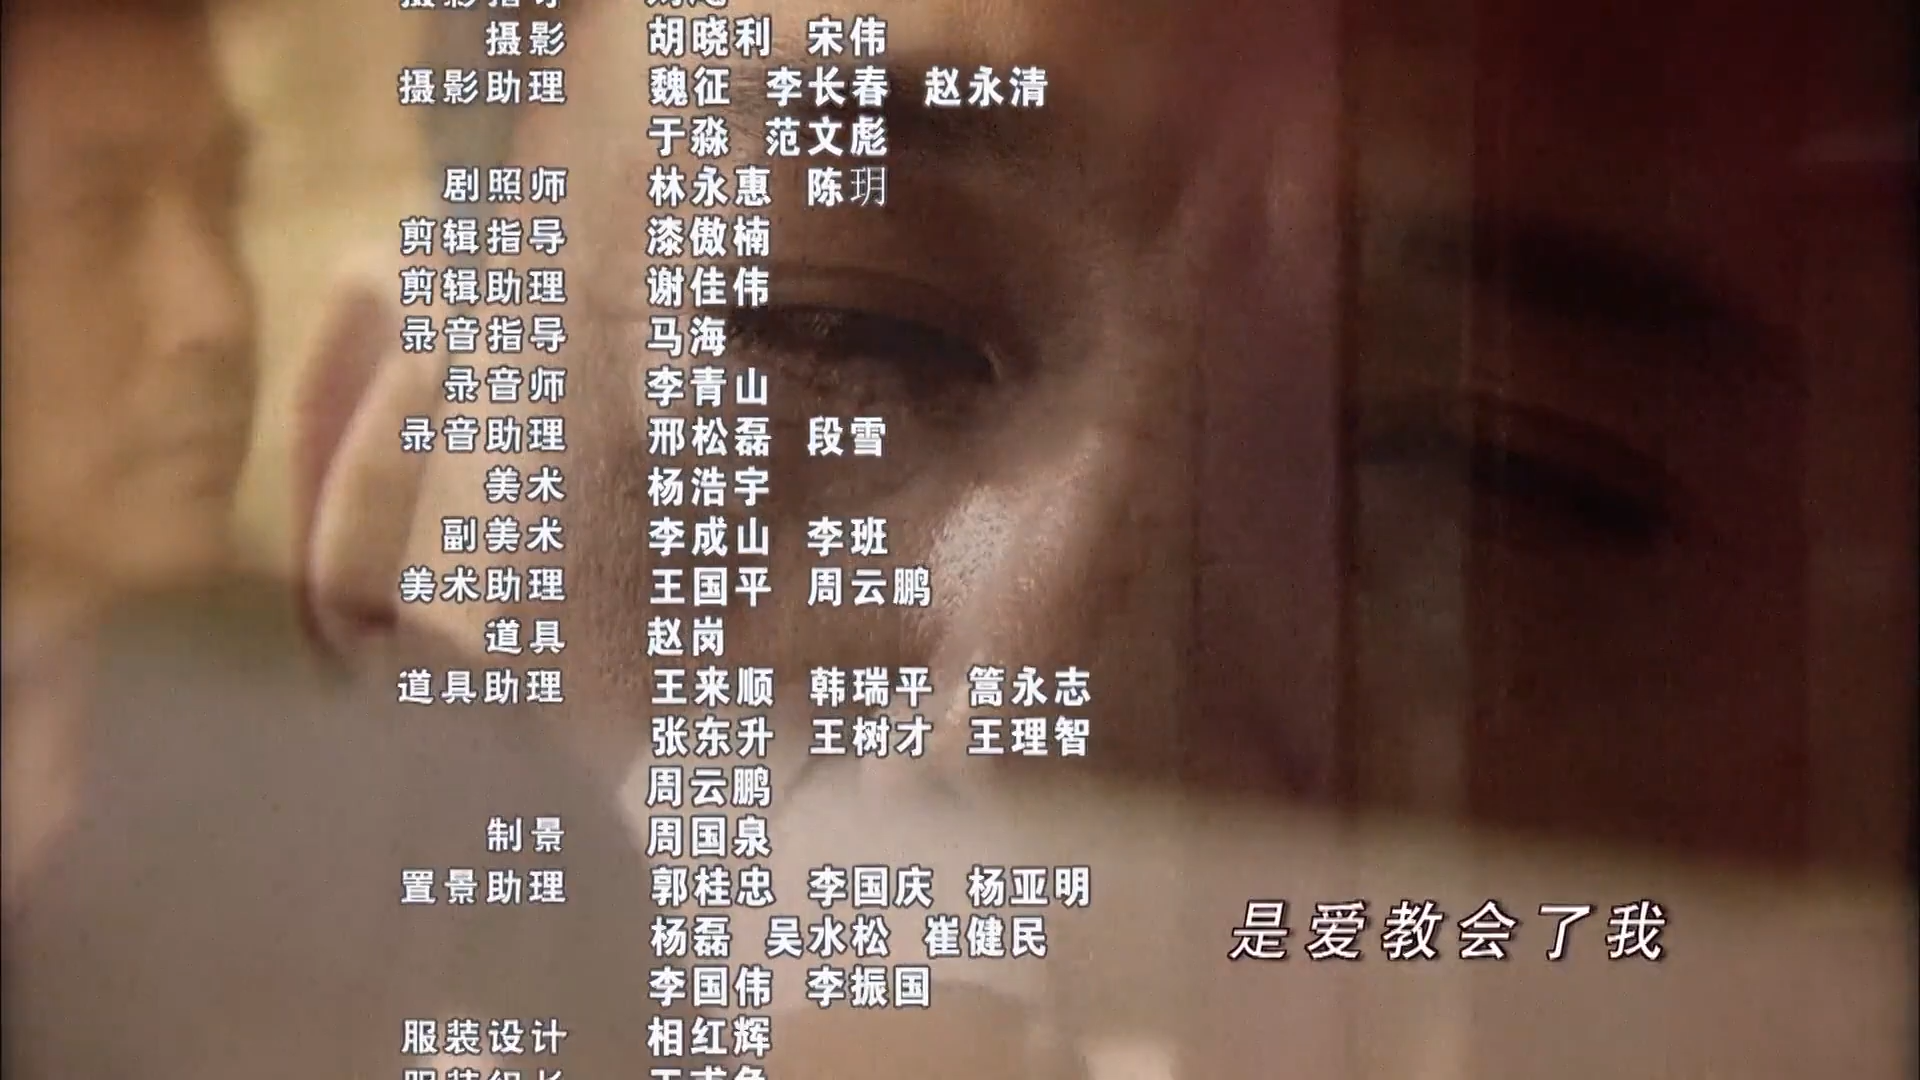 摄影 胡晓利 宋伟
摄影助理 魏征 李长春 赵永清
于淼 范文彪
剧照师 林永惠 陈玥
剪辑指导 漆傲楠
剪辑助理 谢佳伟
录音指导 马海
录音师 李青山
录音助理 邢松磊 段雪
美术 杨浩宇
副美术 李成山 李班
美术助理 王国平 周云鹏
道具 赵岗
道具助理 王来顺 韩瑞平 篙永志
张东升 王树才 王理智
周云鹏
制景 周国泉
置景助理 郭桂忠 李国庆 杨亚明
杨磊 吴水松 崔健民
李国伟 李振国
服装设计 相红辉
是爱教会了我